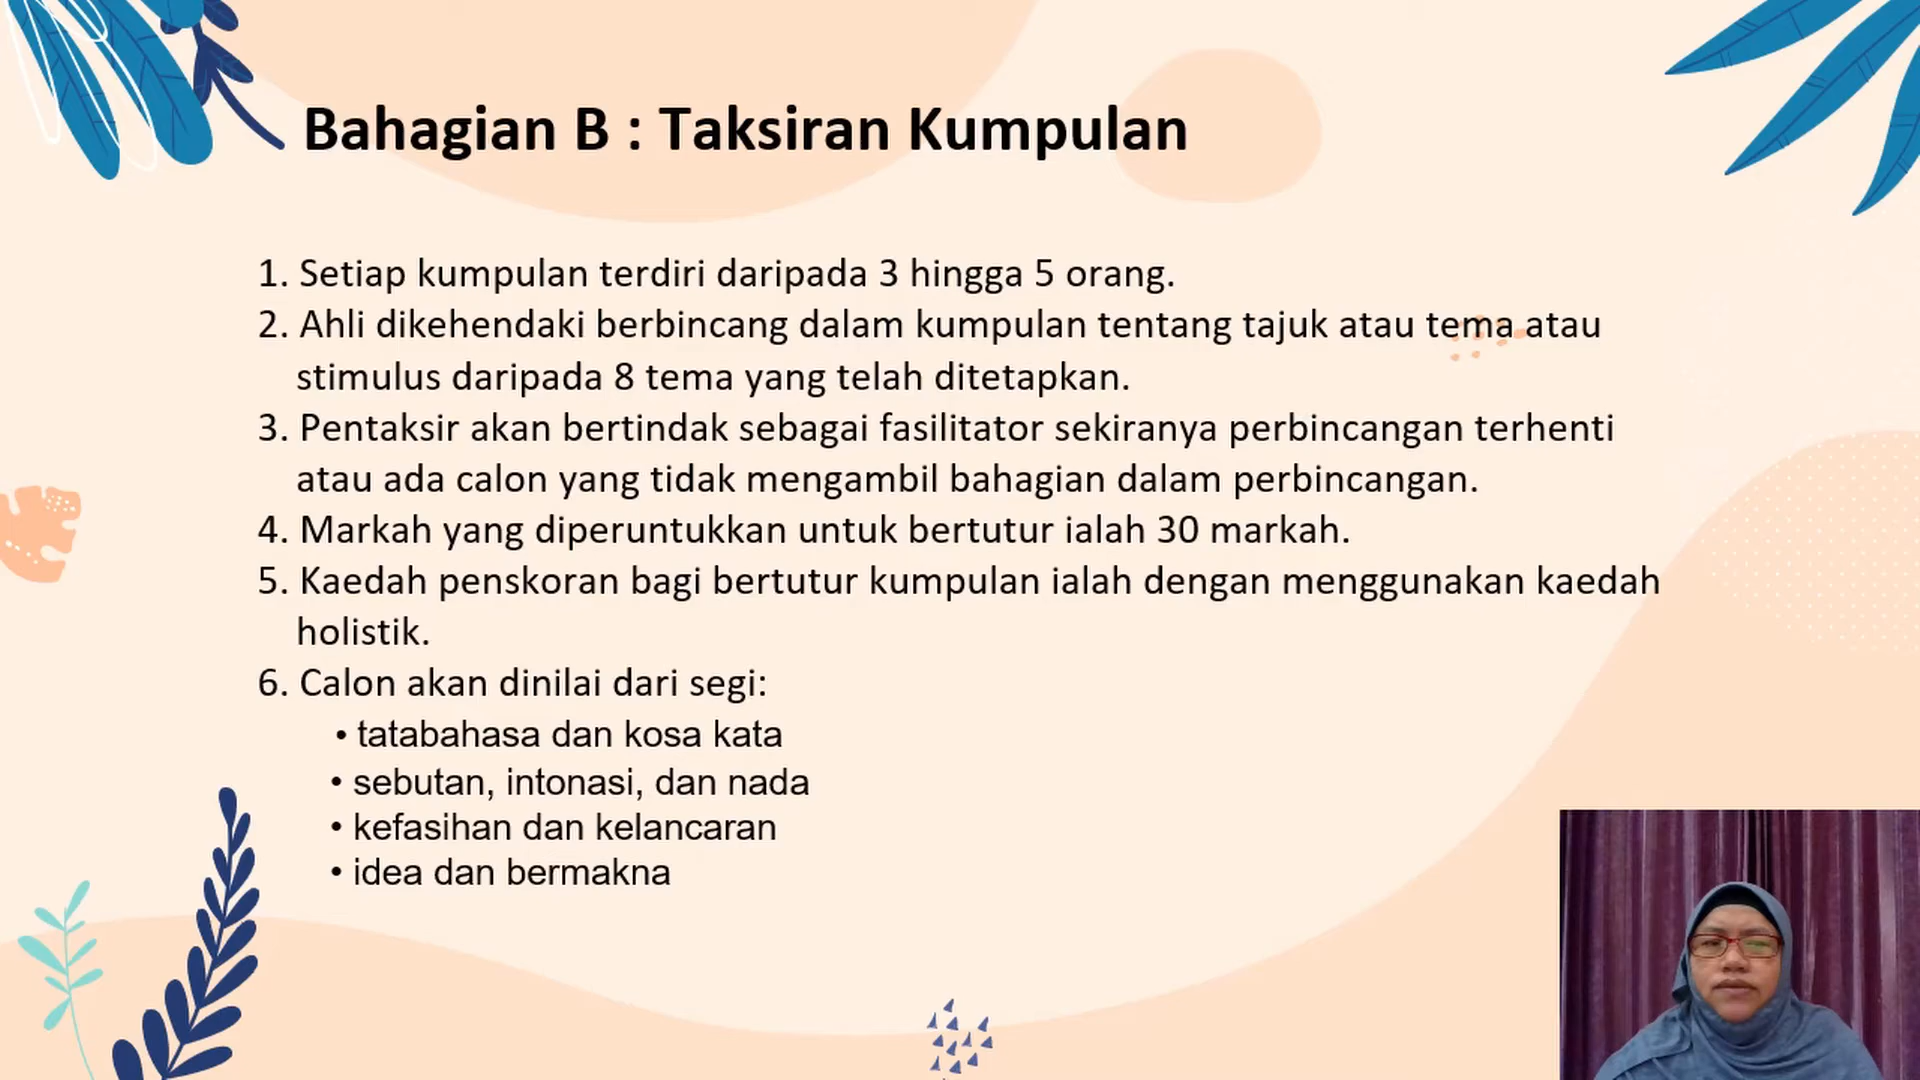 Bahagian B : Taksiran Kumpulan
1. Setiap kumpulan terdiri daripada 3 hingga 5 orang.
2. Ahli dikehendaki berbincang dalam kumpulan tentang tajuk atau tema atau
stimulus daripada 8 tema yang telah ditetapkan.
3. Pentaksir akan bertindak sebagai fasilitator sekiranya perbincangan terhenti
atau ada calon yang tidak mengambil bahagian dalam perbincangan.
4. Markah yang diperuntukkan untuk bertutur ialah 30 markah.
5. Kaedah penskoran bagi bertutur kumpulan ialah dengan menggunakan kaedah
holistik.
6. Calon akan dinilai dari segi:
• tatabahasa dan kosa kata
• sebutan, intonasi, dan nada
• kefasihan dan kelancaran
• idea dan bermakna